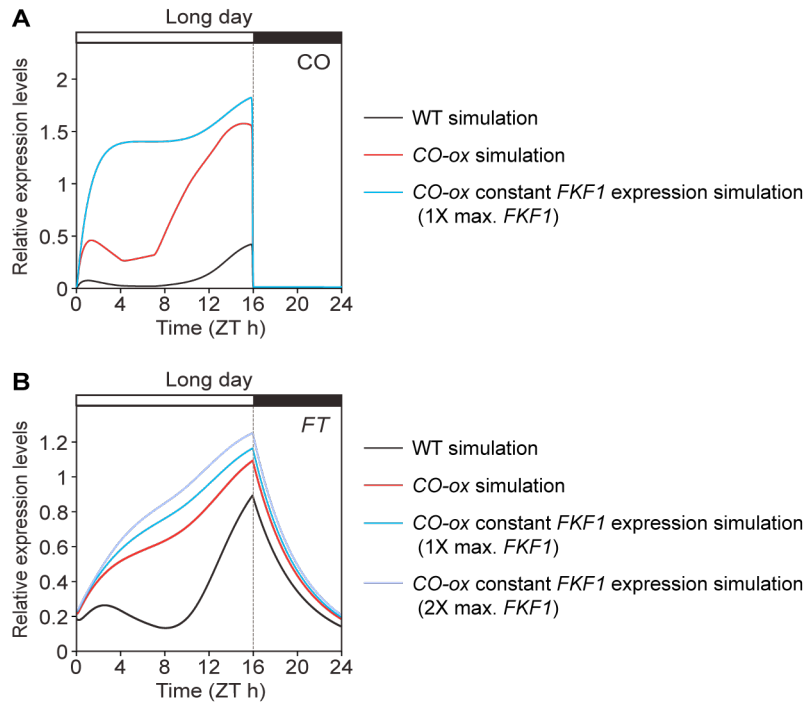 A
Long day
CO
Relative expression levels
2
1.5
1
0.5
0
0 4 8 12 16 20 24
Time (ZT h)
WT simulation
CO-ox simulation
CO-ox constant FKF1 expression simulation
(1X max. FKF1)
B
Long day
FT
Relative expression levels
1.2
1
0.8
0.6
0.4
0.2
0
0 4 8 12 16 20 24
Time (ZT h)
WT simulation
CO-ox simulation
CO-ox constant FKF1 expression simulation
(1X max. FKF1)
CO-ox constant FKF1 expression simulation
(2X max. FKF1)